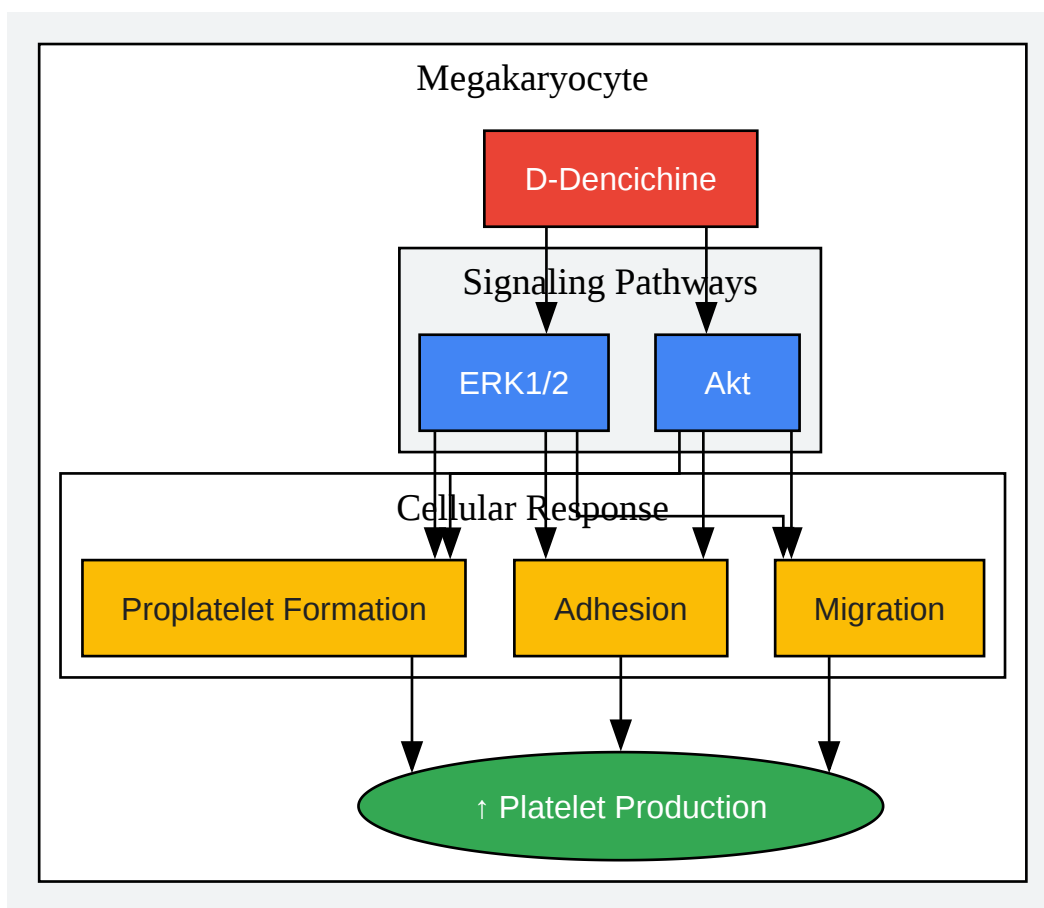 Megakaryocyte
D-Dencichine
Signaling Pathways
ERK1/2
Akt
Cellular Response
Proplatelet Formation
Adhesion
Migration
↑ Platelet Production